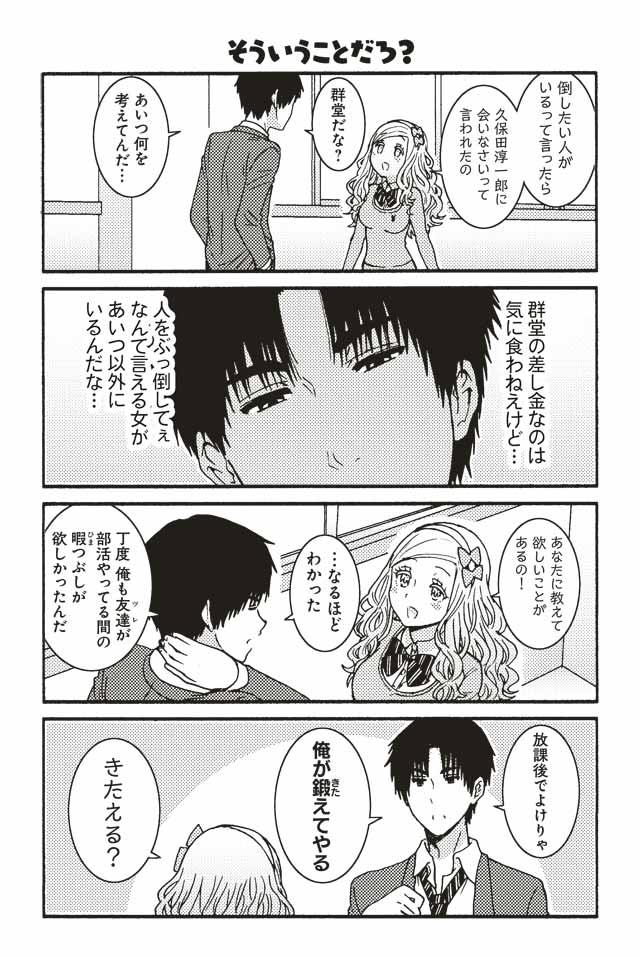 そういうことだろ?
倒したい人が
いるって言ったら
久保田淳一郎に
会いなさいって
言われたの
群堂だな?
あいつ何を
考えてんだ…
群堂の差し金なのは
気に食わねえけど…
人をぶっ倒してぇ
なんて言える女が
あいつ以外に
いるんだな…
あなたに教えて
欲しいことが
あるの!
…なるほど
わかった
丁度 俺も友達が
ツレ
部活やってる間の
暇つぶしが
ひま
欲しかったんだ
放課後でよけりゃ
俺が鍛えてやる
きた
きたえる?